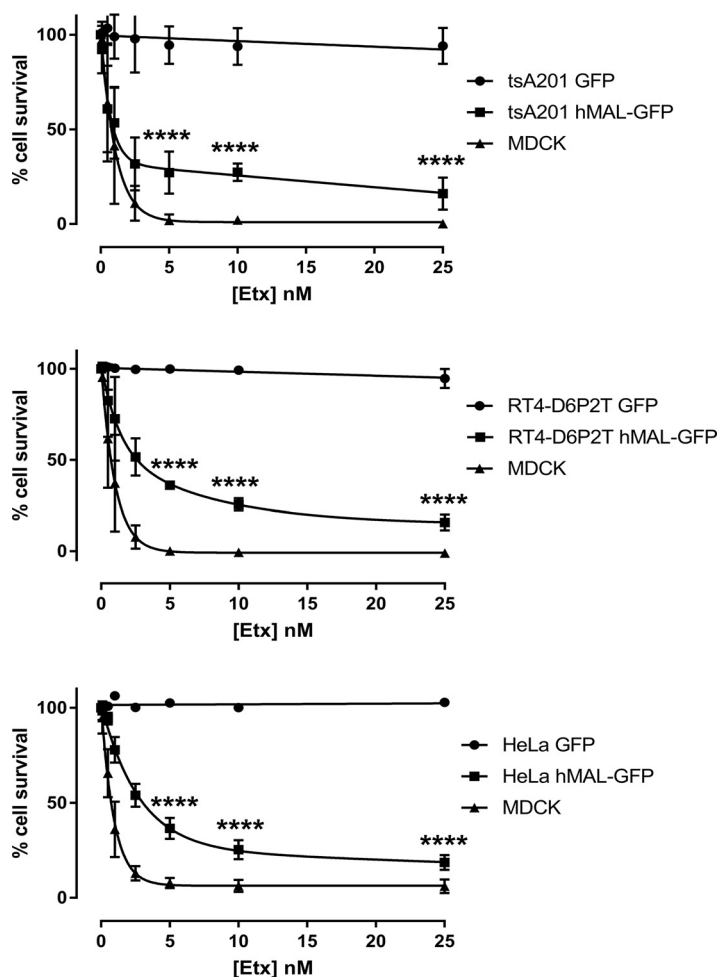 % cell survival
100
50
0
****
****
****
0
5
10
15
20
25
[Etx] nM
tsA201 GFP
tsA201 hMAL-GFP
MDCK
% cell survival
100
50
0
****
****
****
0
5
10
15
20
25
[Etx] nM
RT4-D6P2T GFP
RT4-D6P2T hMAL-GFP
MDCK
% cell survival
100
50
0
****
****
****
0
5
10
15
20
25
[Etx] nM
HeLa GFP
HeLa hMAL-GFP
MDCK